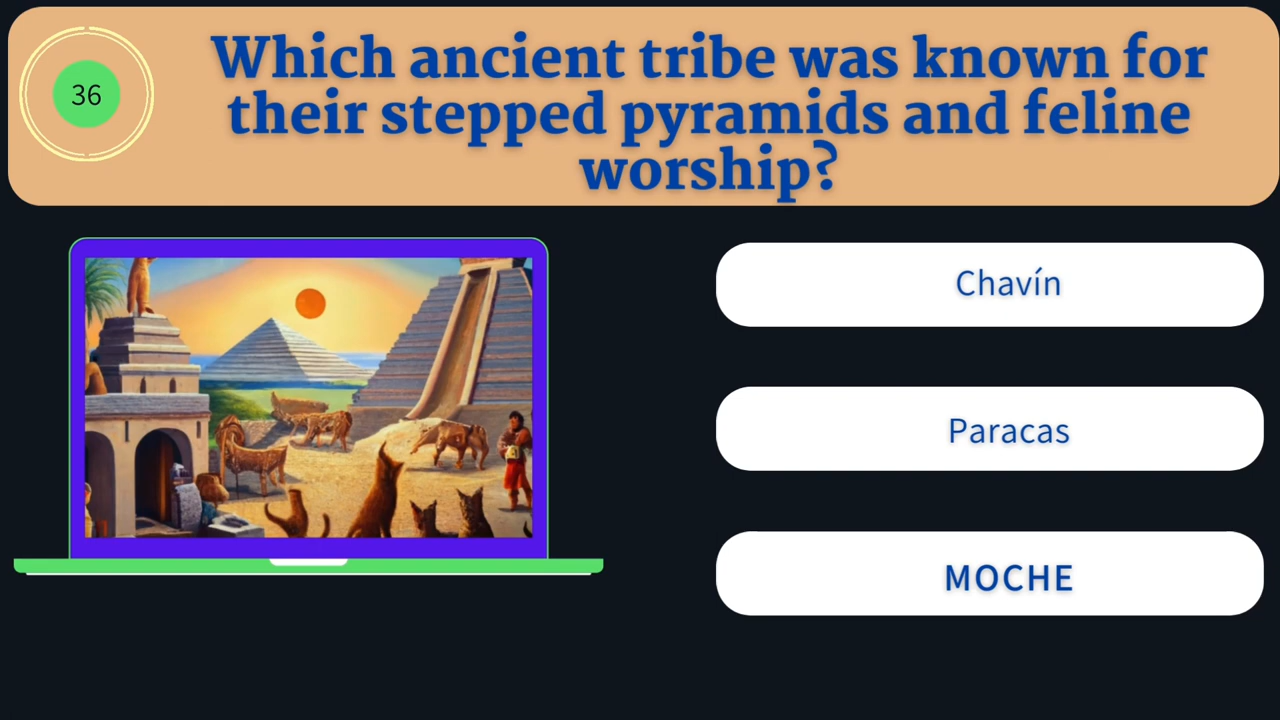 36
Which ancient tribe was known for
their stepped pyramids and feline
worship?
Chavín
Paracas
MOCHE